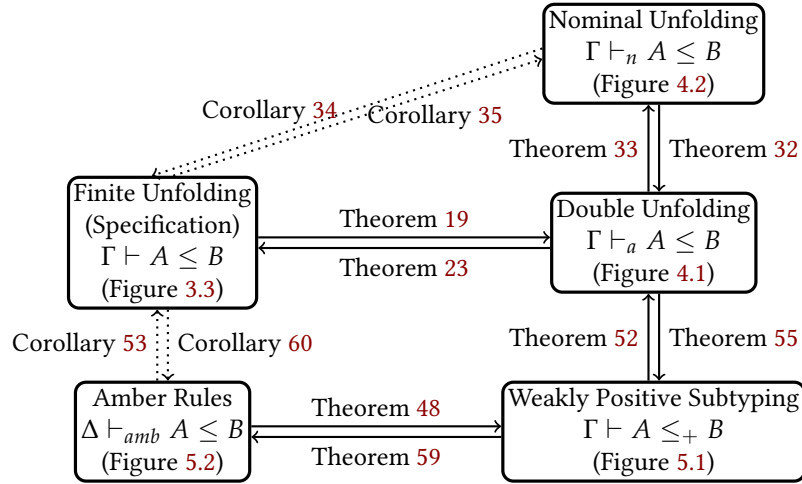 Nominal Unfolding
Γ ⊢n A ≤ B
(Figure 4.2)
Corollary 34
Corollary 35
Theorem 33
Theorem 32
Finite Unfolding
(Specification)
Γ ⊢ A ≤ B
(Figure 3.3)
Theorem 19
Theorem 23
Double Unfolding
Γ ⊢a A ≤ B
(Figure 4.1)
Corollary 53
Corollary 60
Theorem 52
Theorem 55
Amber Rules
Δ ⊢amb A ≤ B
(Figure 5.2)
Theorem 48
Theorem 59
Weakly Positive Subtyping
Γ ⊢ A ≤+ B
(Figure 5.1)